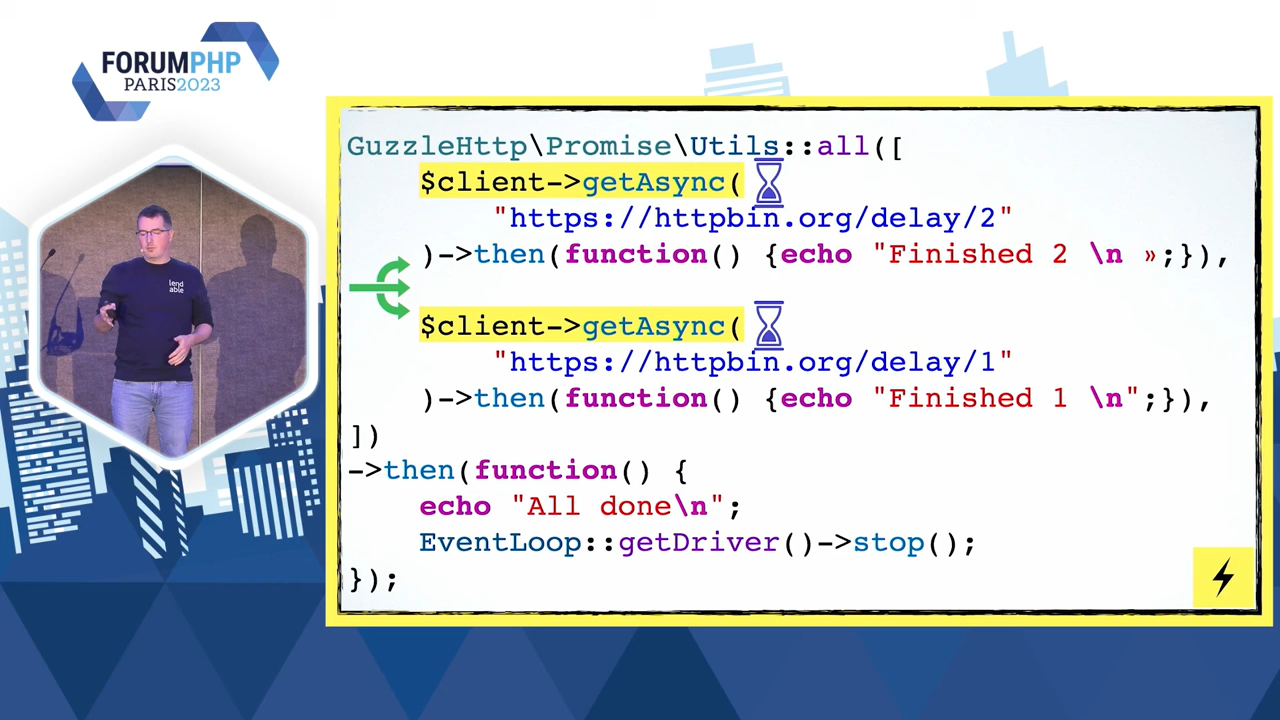 FORUMPHP
PARIS2023
lend
able
GuzzleHttp\Promise\Utils::all([
$client->getAsync(
"https://httpbin.org/delay/2"
)->then(function() {echo "Finished 2 \n »;}),
$client->getAsync(
"https://httpbin.org/delay/1"
)->then(function() {echo "Finished 1 \n";}),
])
->then(function() {
echo "All done\n";
EventLoop::getDriver()->stop();
});